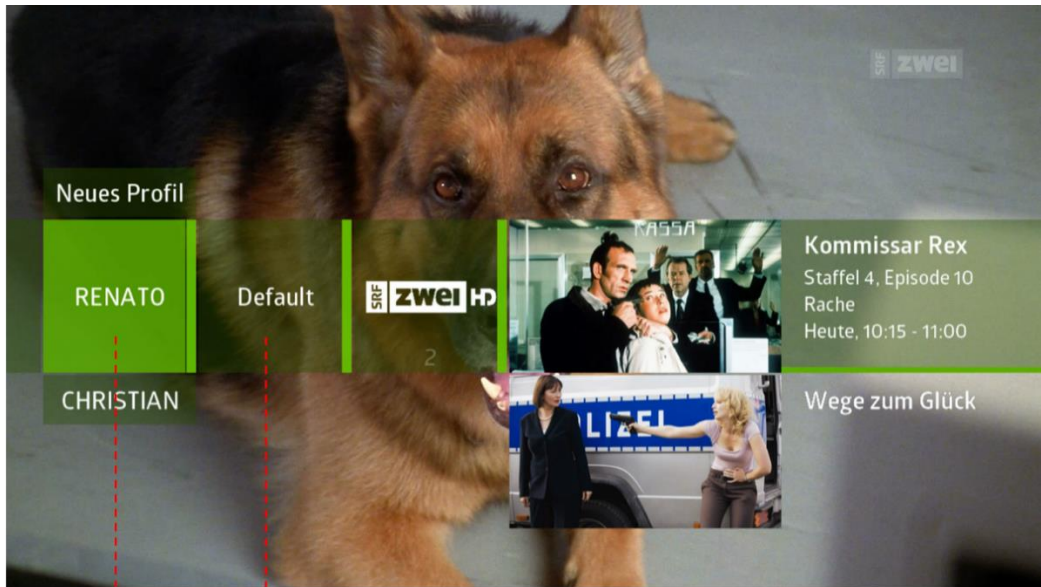 SRF zwei
Neues Profil
RENATO
Default
SRF zwei HD
2
KASSA
Kommissar Rex
Staffel 4, Episode 10
Rache
Heute, 10:15 - 11:00
CHRISTIAN
POLIZEI
Wege zum Glück